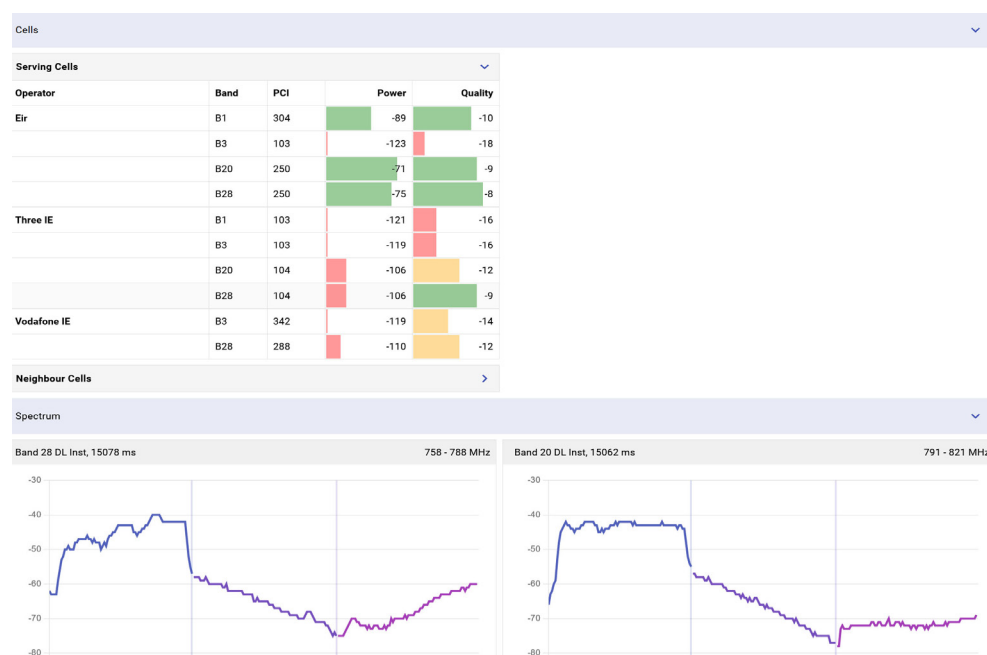 Cells
Serving Cells
Operator Band PCI Power Quality
Eir B1 304 -89 -10
B3 103 -123 -18
B20 250 -71 -9
B28 250 -75 -8
Three IE B1 103 -121 -16
B3 103 -119 -16
B20 104 -106 -12
B28 104 -106 -9
Vodafone IE B3 342 -119 -14
B28 288 -110 -12
Neighbour Cells
Spectrum
Band 28 DL Inst, 15078 ms 758 - 788 MHz
-30
-40
-50
-60
-70
-80
Band 20 DL Inst, 15062 ms 791 - 821 MHz
-30
-40
-50
-60
-70
-80